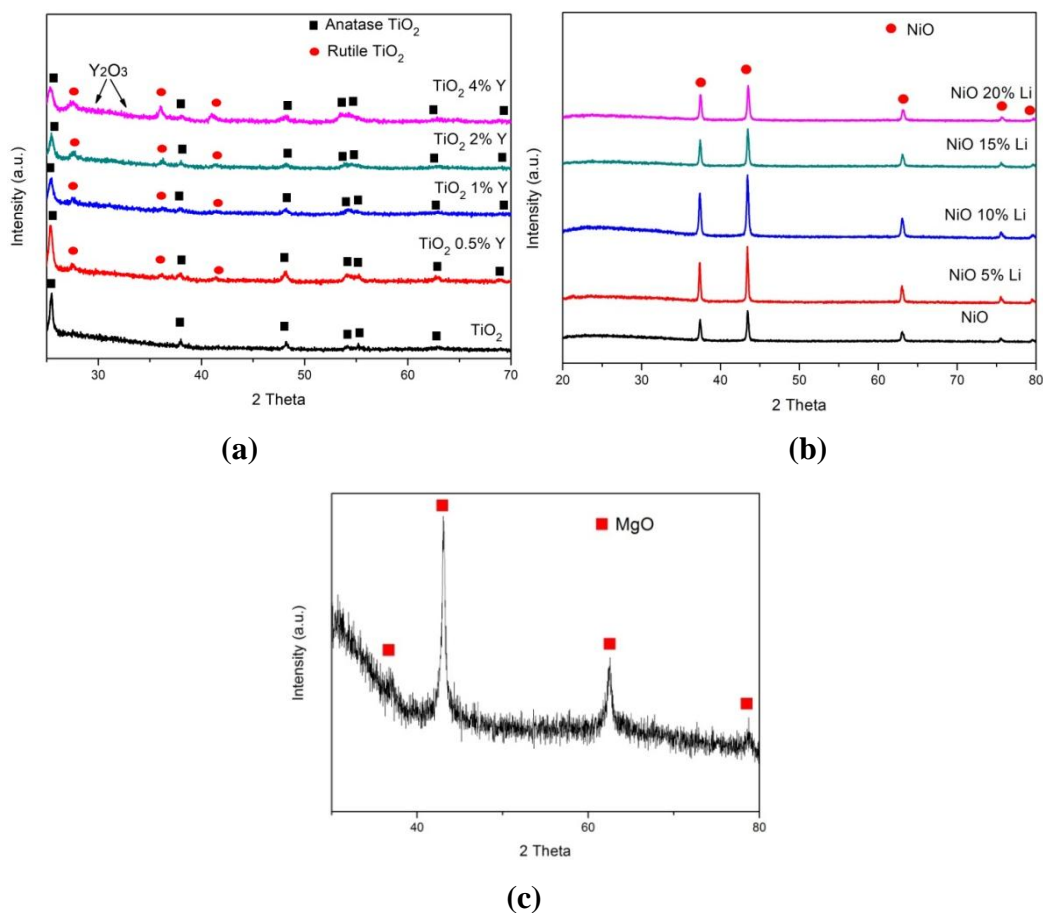 Anatase TiO2
Rutile TiO2
Y2O3
TiO2 4% Y
TiO2 2% Y
TiO2 1% Y
TiO2 0.5% Y
TiO2
Intensity (a.u.)
30 40 50 60 70
2 Theta
(a)
NiO
NiO 20% Li
NiO 15% Li
NiO 10% Li
NiO 5% Li
NiO
Intensity (a.u.)
20 30 40 50 60 70 80
2 Theta
(b)
MgO
Intensity (a.u.)
40 60 80
2 Theta
(c)